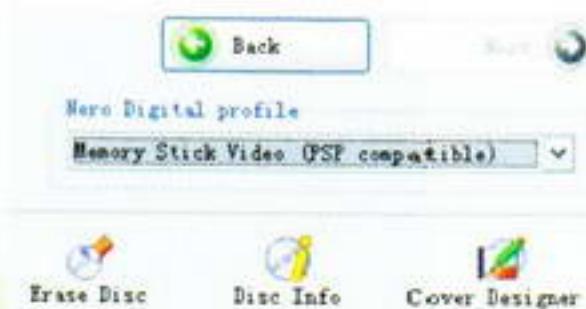 Back
Nero Digital profile
Memory Stick Video (PSP compatible)
Erase Disc
Disc Info
Cover Designer